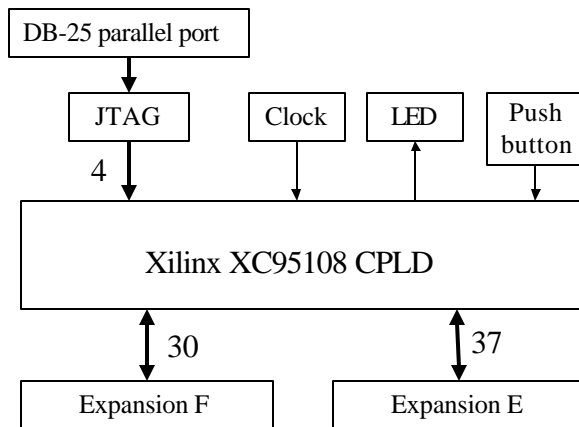 DB-25 parallel port
JTAG
Clock
LED
Push
button
4
Xilinx XC95108 CPLD
30
37
Expansion F
Expansion E